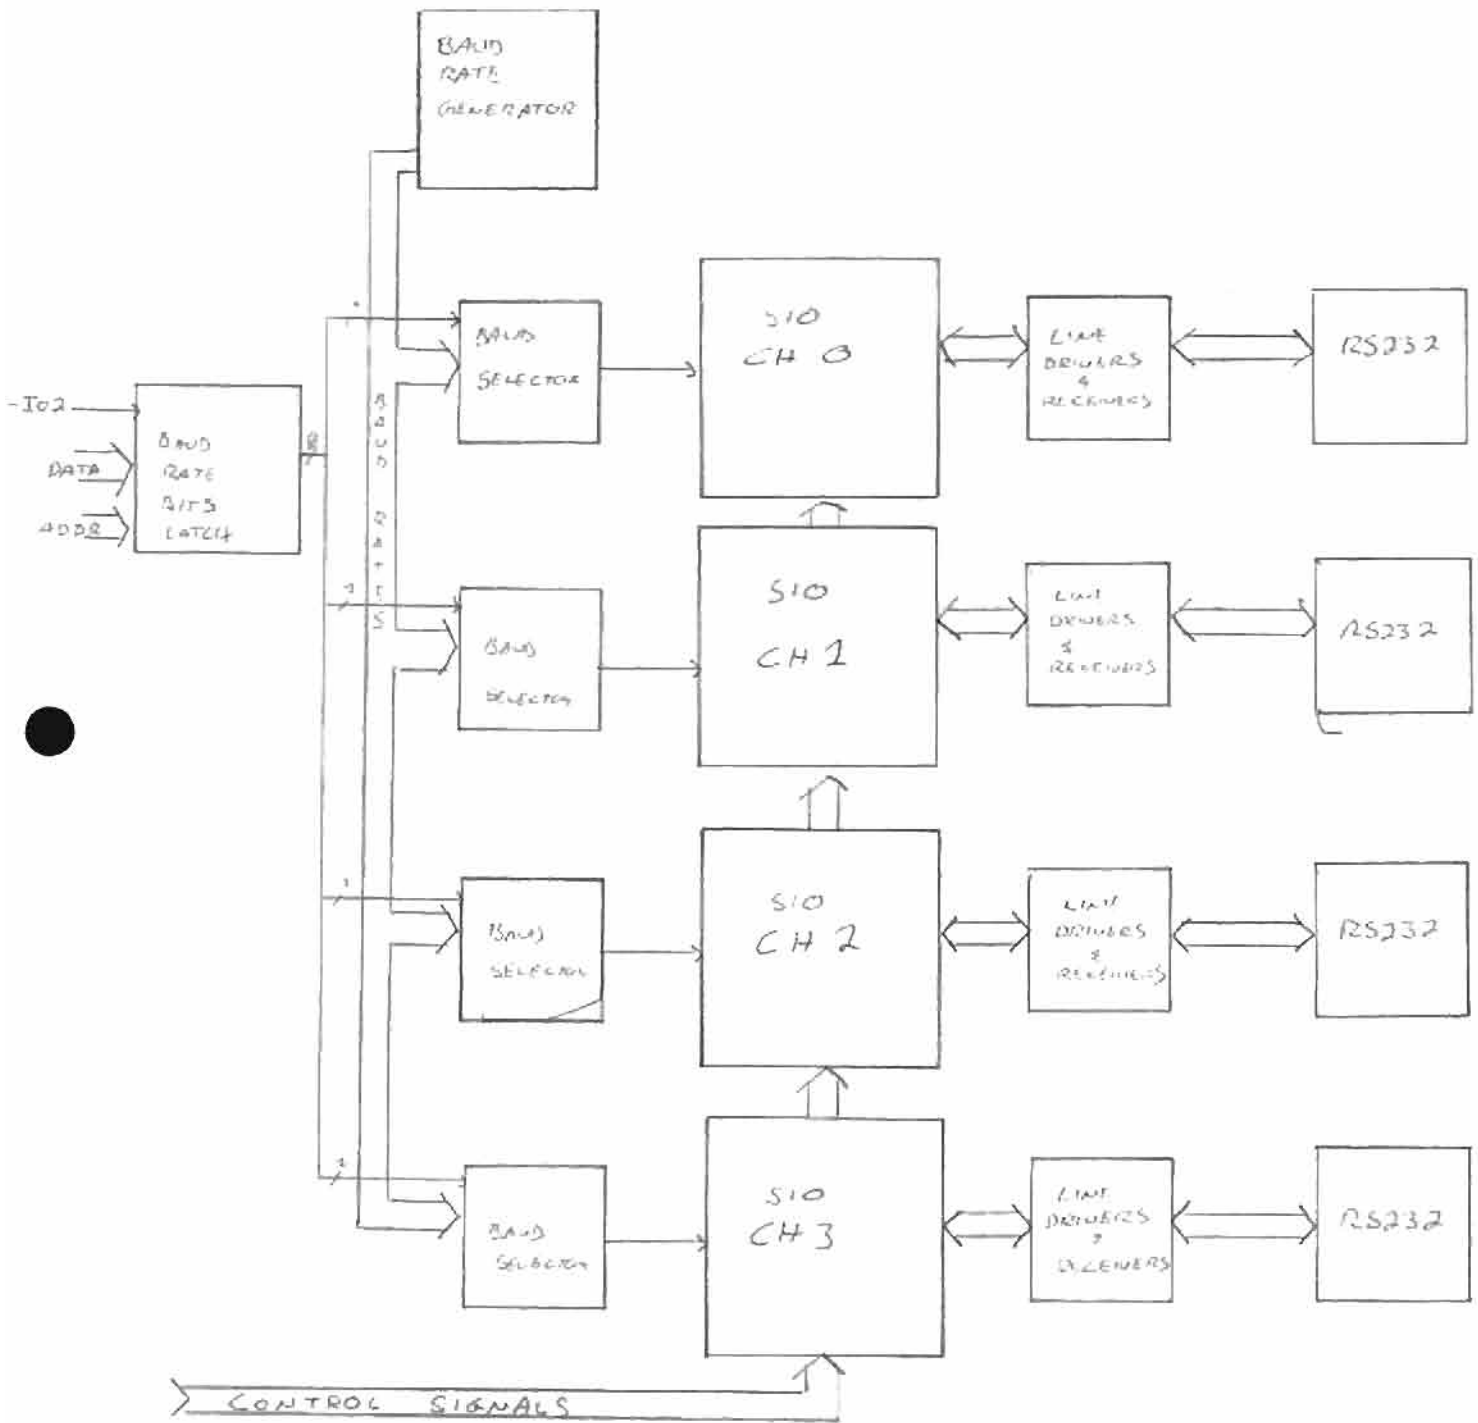 BAUD
RATE
GENERATOR
BAUD
SELECTOR
SIO
CH 0
LINE
DRIVERS
&
RECEIVERS
RS232
-IO2
DATA
ADDR
BAUD
RATE
BITS
LATCH
BAUD RATES
BAUD
SELECTOR
SIO
CH 1
LINE
DRIVERS
&
RECEIVERS
RS232
BAUD
SELECTOR
SIO
CH 2
LINE
DRIVERS
&
RECEIVERS
RS232
BAUD
SELECTOR
SIO
CH 3
LINE
DRIVERS
&
RECEIVERS
RS232
CONTROL SIGNALS